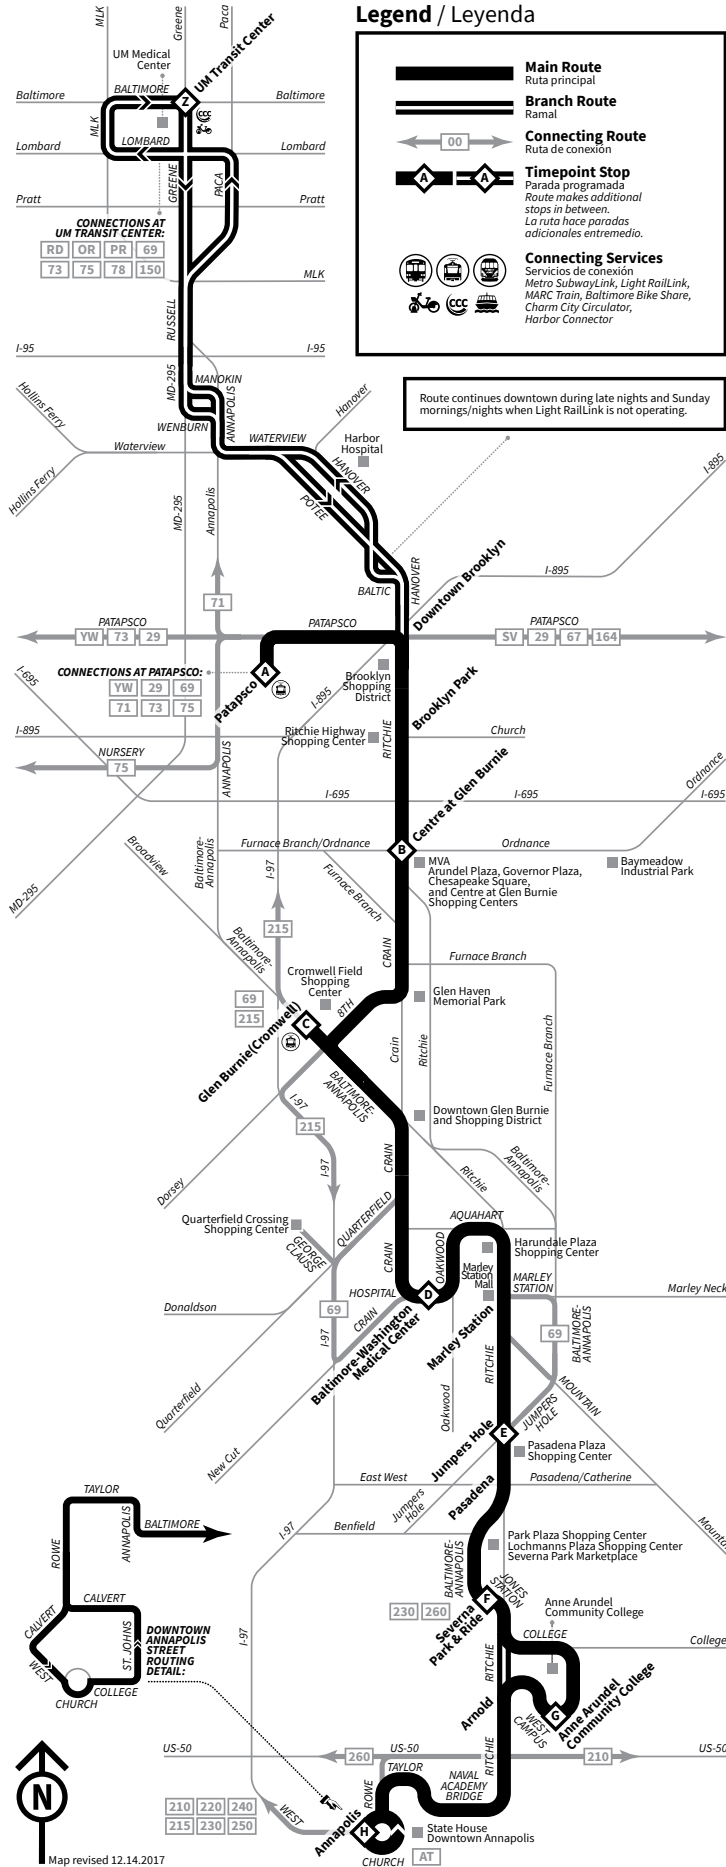 Legend / Leyenda
Main Route
Ruta principal
Branch Route
Ramal
00
Connecting Route
Ruta de conexión
A
A
Timepoint Stop
Parada programada
Route makes additional
stops in between.
La ruta hace paradas
adicionales entremedio.
Connecting Services
Servicios de conexión
Metro SubwayLink, Light RailLink,
MARC Train, Baltimore Bike Share,
Charm City Circulator,
Harbor Connector
CCC
Route continues downtown during late nights and Sunday
mornings/nights when Light RailLink is not operating.
MLK
Greene
Paca
UM Transit Center
UM Medical
Center
Baltimore
BALTIMORE
Z
Baltimore
CCC
MLK
Lombard
LOMBARD
Lombard
GREENE
PACA
Pratt
Pratt
CONNECTIONS AT
UM TRANSIT CENTER:
RD OR PR 69
73 75 78 150
MLK
RUSSELL
I-95
I-95
MD-295
MANOKIN
ANNAPOLIS
WENBURN
Hollins Ferry
Waterview
WATERVIEW
Hanover
Harbor
Hospital
Hollins Ferry
HANOVER
POTEE
MD-295
Annapolis
I-895
I-895
BALTIC
HANOVER
Downtown Brooklyn
71
PATAPSCO
YW 73 29
PATAPSCO
PATAPSCO
SV 29 67 164
CONNECTIONS AT PATAPSCO:
YW 29 69
71 73 75
A
Patapsco
I-695
I-895
Brooklyn
Shopping
District
Brooklyn Park
I-895
Ritchie Highway
Shopping Center
RITCHIE
Church
NURSERY
75
ANNAPOLIS
Centre at Glen Burnie
I-695
I-695
I-695
Ordnance
Furnace Branch/Ordnance
B
Ordnance
Broadview
Baltimore-
Annapolis
I-97
Furnace Branch
MVA
Arundel Plaza, Governor Plaza,
Chesapeake Square,
and Centre at Glen Burnie
Shopping Centers
Baymeadow
Industrial Park
MD-295
215
Baltimore-
Annapolis
CRAIN
Furnace Branch
Cromwell Field
Shopping
Center
69
215
8TH
Glen Haven
Memorial Park
C
Glen Burnie(Cromwell)
Crain
Ritchie
Furnace Branch
BALTIMORE-
ANNAPOLIS
I-97
215
Downtown Glen Burnie
and Shopping District
Dorsey
I-97
CRAIN
Ritchie
Baltimore-
Annapolis
Quarterfield Crossing
Shopping Center
GEORGE
CLAUSS
QUARTERFIELD
CRAIN
AQUAHART
OAKWOOD
Harundale Plaza
Shopping Center
Marley
Station
Mall
MARLEY
STATION
Marley Neck
Donaldson
69
HOSPITAL
D
I-97
CRAIN
Baltimore-Washington
Medical Center
Marley Station
69
BALTIMORE-
ANNAPOLIS
RITCHIE
Quarterfield
Oakwood
MOUNTAIN
JUMPERS
HOLE
New Cut
E
Jumpers Hole
Pasadena Plaza
Shopping Center
East West
Pasadena
Pasadena/Catherine
Jumpers
Hole
I-97
Benfield
Park Plaza Shopping Center
Lochmanns Plaza Shopping Center
Severna Park Marketplace
BALTIMORE-
ANNAPOLIS
TAYLOR
ANNAPOLIS
BALTIMORE
ROWE
CALVERT
CALVERT
WEST
ST. JOHNS
COLLEGE
CHURCH
DOWNTOWN
ANNAPOLIS
STREET
ROUTING
DETAIL:
I-97
F
JONES
STATION
230 260
Severna
Park & Ride
Anne Arundel
Community College
COLLEGE
College
RITCHIE
Arnold
WEST
CAMPUS
G
Anne Arundel
Community College
US-50
260
US-50
210
US-50
RITCHIE
TAYLOR
ROWE
NAVAL
ACADEMY
BRIDGE
N
210 220 240
215 230 250
WEST
Annapolis
H
State House
Downtown Annapolis
CHURCH
AT
Map revised 12.14.2017